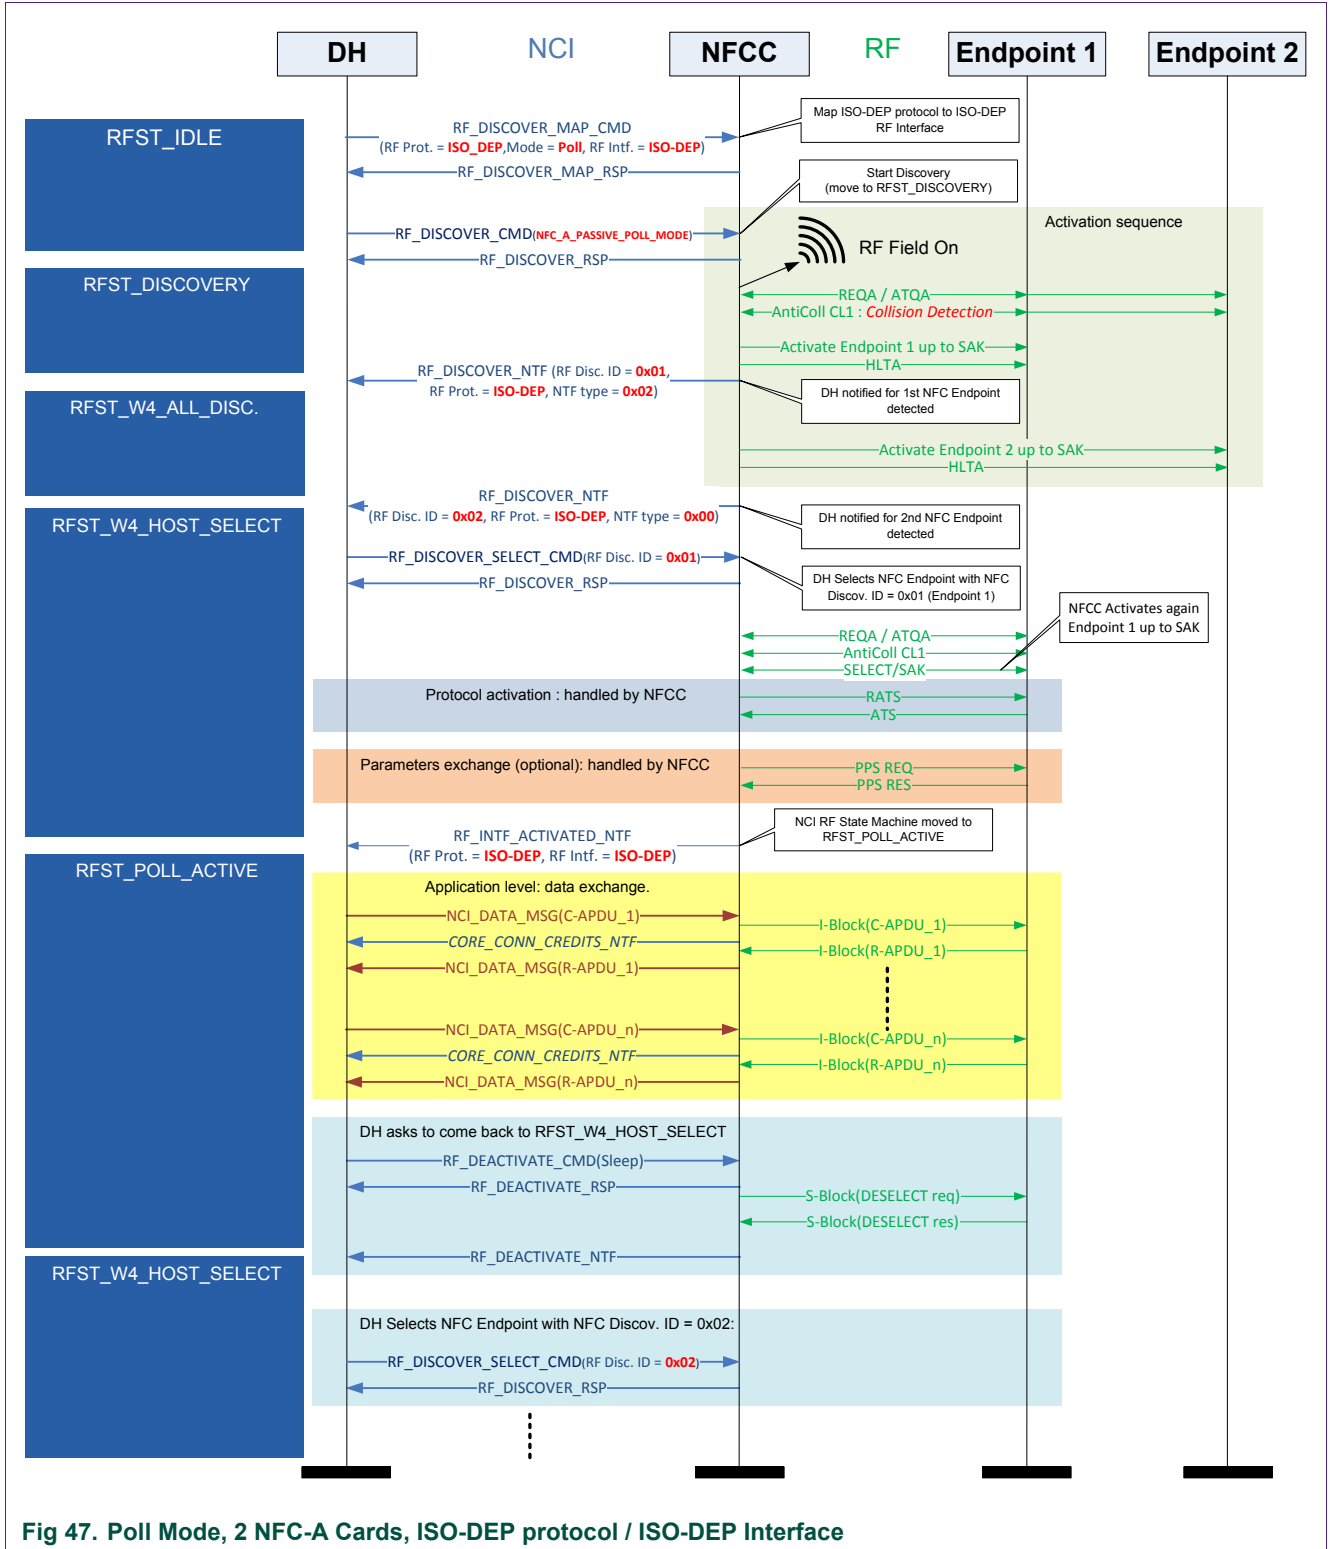 DH
NCI
NFCC
RF
Endpoint 1
Endpoint 2
RFST_IDLE
RF_DISCOVER_MAP_CMD
(RF Prot. = ISO_DEP,Mode = Poll, RF Intf. = ISO-DEP)
Map ISO-DEP protocol to ISO-DEP
RF Interface
RF_DISCOVER_MAP_RSP
Start Discovery
(move to RFST_DISCOVERY)
Activation sequence
RF_DISCOVER_CMD(NFC_A_PASSIVE_POLL_MODE)
RF Field On
RF_DISCOVER_RSP
RFST_DISCOVERY
REQA / ATQA
AntiColl CL1 : Collision Detection
Activate Endpoint 1 up to SAK
HLTA
RF_DISCOVER_NTF (RF Disc. ID = 0x01,
RF Prot. = ISO-DEP, NTF type = 0x02)
DH notified for 1st NFC Endpoint
detected
RFST_W4_ALL_DISC.
Activate Endpoint 2 up to SAK
HLTA
RF_DISCOVER_NTF
(RF Disc. ID = 0x02, RF Prot. = ISO-DEP, NTF type = 0x00)
DH notified for 2nd NFC Endpoint
detected
RFST_W4_HOST_SELECT
RF_DISCOVER_SELECT_CMD(RF Disc. ID = 0x01)
RF_DISCOVER_RSP
DH Selects NFC Endpoint with NFC
Discov. ID = 0x01 (Endpoint 1)
NFCC Activates again
Endpoint 1 up to SAK
REQA / ATQA
AntiColl CL1
SELECT/SAK
Protocol activation : handled by NFCC
RATS
ATS
Parameters exchange (optional): handled by NFCC
PPS REQ
PPS RES
NCI RF State Machine moved to
RFST_POLL_ACTIVE
RF_INTF_ACTIVATED_NTF
(RF Prot. = ISO-DEP, RF Intf. = ISO-DEP)
RFST_POLL_ACTIVE
Application level: data exchange.
NCI_DATA_MSG(C-APDU_1)
I-Block(C-APDU_1)
CORE_CONN_CREDITS_NTF
I-Block(R-APDU_1)
NCI_DATA_MSG(R-APDU_1)
NCI_DATA_MSG(C-APDU_n)
I-Block(C-APDU_n)
CORE_CONN_CREDITS_NTF
I-Block(R-APDU_n)
NCI_DATA_MSG(R-APDU_n)
DH asks to come back to RFST_W4_HOST_SELECT
RF_DEACTIVATE_CMD(Sleep)
RF_DEACTIVATE_RSP
S-Block(DESELECT req)
S-Block(DESELECT res)
RF_DEACTIVATE_NTF
RFST_W4_HOST_SELECT
DH Selects NFC Endpoint with NFC Discov. ID = 0x02:
RF_DISCOVER_SELECT_CMD(RF Disc. ID = 0x02)
RF_DISCOVER_RSP
Fig 47. Poll Mode, 2 NFC-A Cards, ISO-DEP protocol / ISO-DEP Interface